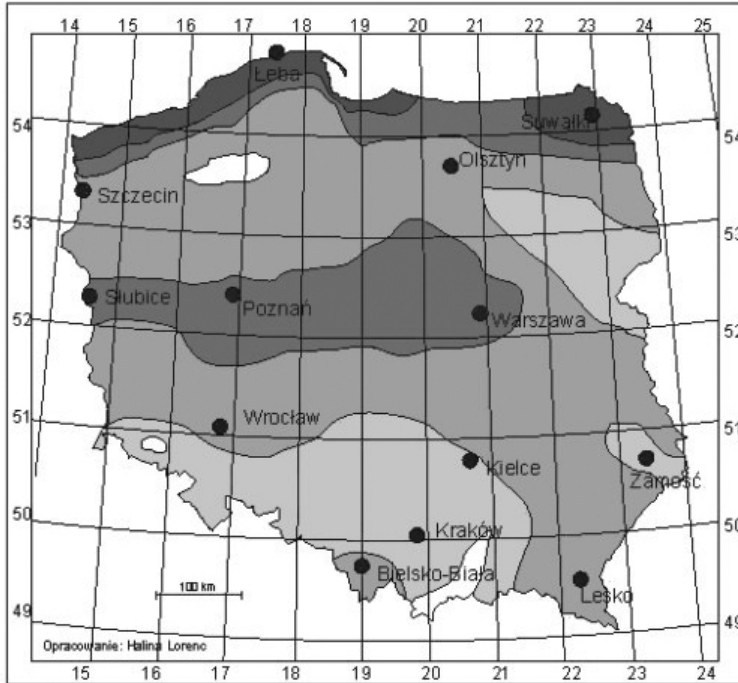 14 15 16 17 18 19 20 21 22 23 24
Łeba
54 Suwałki 54
Olsztyn
Szczecin
53 53
Słubice Poznań
Warszawa
52 52
Wrocław
51 51
Kielce Zamość
50 Kraków 50
Bielsko-Biała
100 km Lesko
49 49
Opracowanie: Halina Lorenc
15 16 17 18 19 20 21 22 23